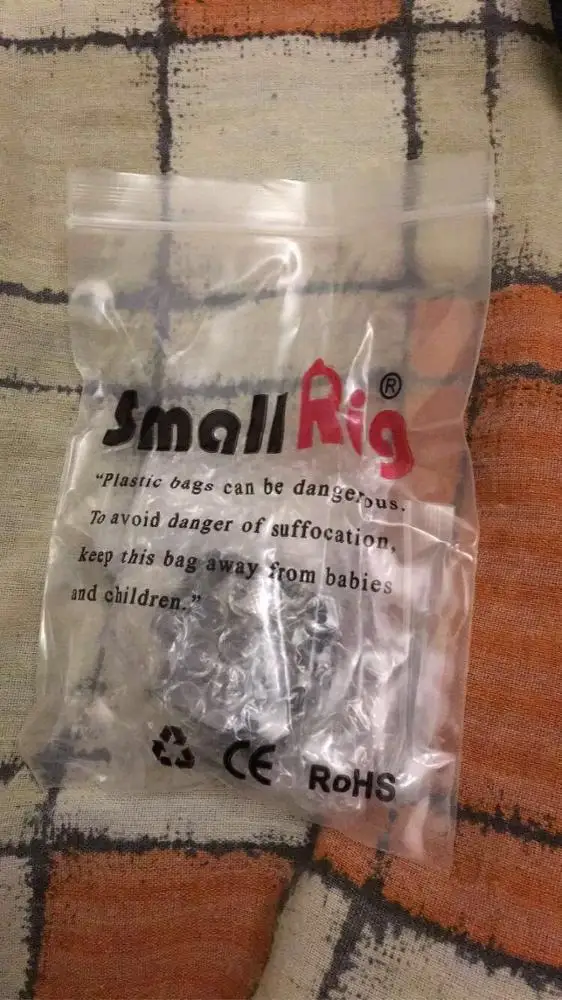 SmallRig®
"Plastic bags can be dangerous.
To avoid danger of suffocation,
keep this bag away from babies
and children."
CE RoHS